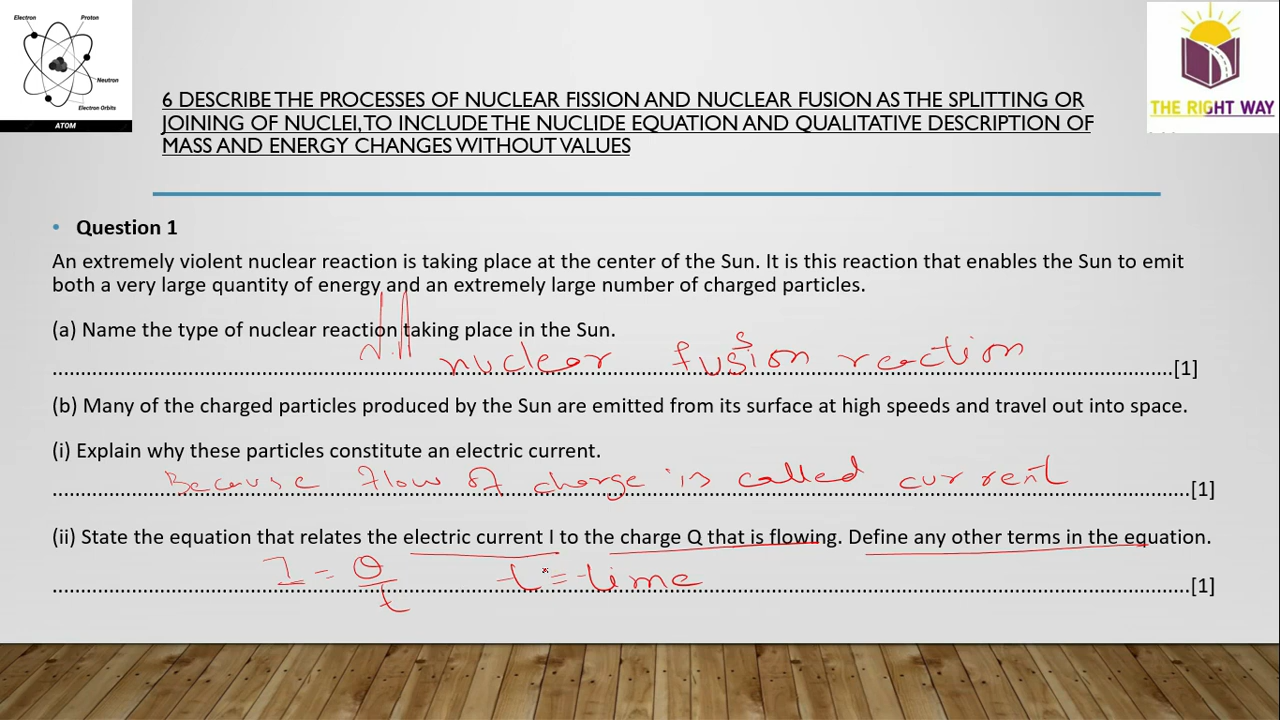 Electron
Proton
Neutron
Electron Orbits
ATOM
THE RIGHT WAY
6 DESCRIBE THE PROCESSES OF NUCLEAR FISSION AND NUCLEAR FUSION AS THE SPLITTING OR
JOINING OF NUCLEI, TO INCLUDE THE NUCLIDE EQUATION AND QUALITATIVE DESCRIPTION OF
MASS AND ENERGY CHANGES WITHOUT VALUES
• Question 1
An extremely violent nuclear reaction is taking place at the center of the Sun. It is this reaction that enables the Sun to emit
both a very large quantity of energy and an extremely large number of charged particles.
(a) Name the type of nuclear reaction taking place in the Sun.
nuclear fusion reaction
s
[1]
(b) Many of the charged particles produced by the Sun are emitted from its surface at high speeds and travel out into space.
(i) Explain why these particles constitute an electric current.
Because flow of charge is called current
[1]
(ii) State the equation that relates the electric current I to the charge Q that is flowing. Define any other terms in the equation.
I = Q/t t = time
[1]